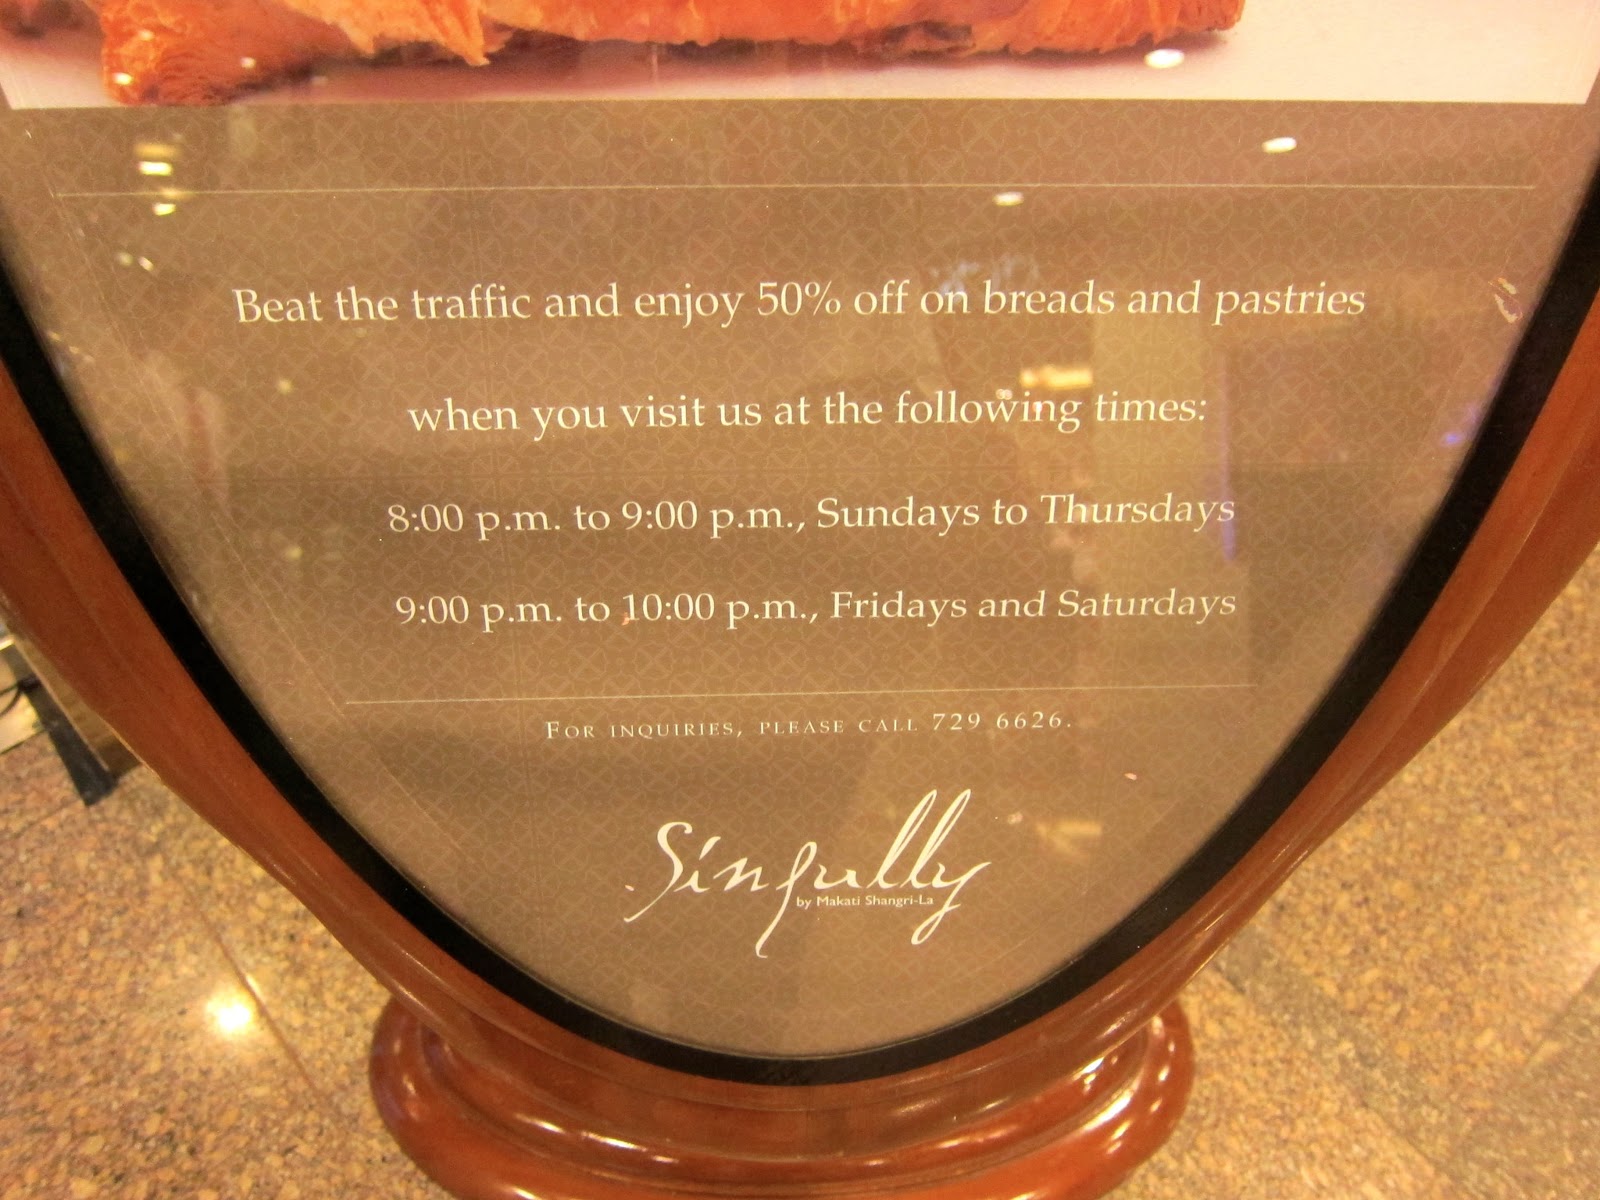 Beat the traffic and enjoy 50% off on breads and pastries
when you visit us at the following times:
8:00 p.m. to 9:00 p.m., Sundays to Thursdays
9:00 p.m. to 10:00 p.m., Fridays and Saturdays
FOR INQUIRIES, PLEASE CALL 729 6626.
Sinfully
by Makati Shangri-La